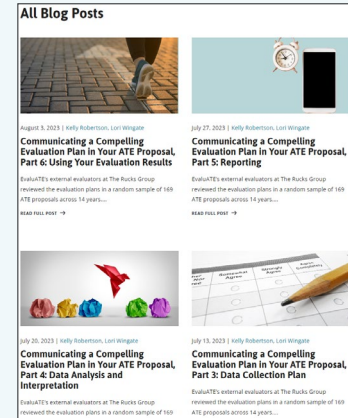 All Blog Posts
August 3, 2023 | Kelly Robertson, Lori Wingate
Communicating a Compelling
Evaluation Plan in Your ATE Proposal,
Part 6: Using Your Evaluation Results
EvaluATE's external evaluators at The Rucks Group
reviewed the evaluation plans in a random sample of 169
ATE proposals across 14 years....
READ FULL POST →
July 27, 2023 | Kelly Robertson, Lori Wingate
Communicating a Compelling
Evaluation Plan in Your ATE Proposal,
Part 5: Reporting
EvaluATE's external evaluators at The Rucks Group
reviewed the evaluation plans in a random sample of 169
ATE proposals across 14 years....
READ FULL POST →
Somewhat
Agree
Strongly
Agree
Agree
July 20, 2023 | Kelly Robertson, Lori Wingate
Communicating a Compelling
Evaluation Plan in Your ATE Proposal,
Part 4: Data Analysis and
Interpretation
EvaluATE's external evaluators at The Rucks Group
reviewed the evaluation plans in a random sample of 169
July 13, 2023 | Kelly Robertson, Lori Wingate
Communicating a Compelling
Evaluation Plan in Your ATE Proposal,
Part 3: Data Collection Plan
EvaluATE's external evaluators at The Rucks Group
reviewed the evaluation plans in a random sample of 169
ATE proposals across 14 years....